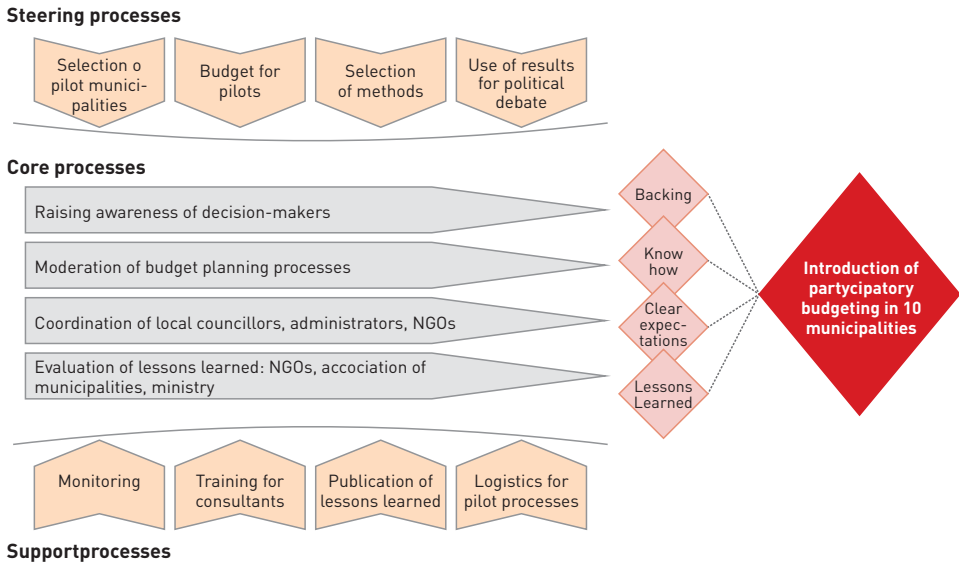 Steering processes
Selection o
pilot munici-
palities
Budget for
pilots
Selection
of methods
Use of results
for political
debate
Core processes
Raising awareness of decision-makers
Moderation of budget planning processes
Coordination of local councillors, administrators, NGOs
Evaluation of lessons learned: NGOs, accociation of
municipalities, ministry
Backing
Know
how
Clear
expec-
tations
Lessons
Learned
Introduction of
partycipatory
budgeting in 10
municipalities
Monitoring
Training for
consultants
Publication of
lessons learned
Logistics for
pilot processes
Supportprocesses